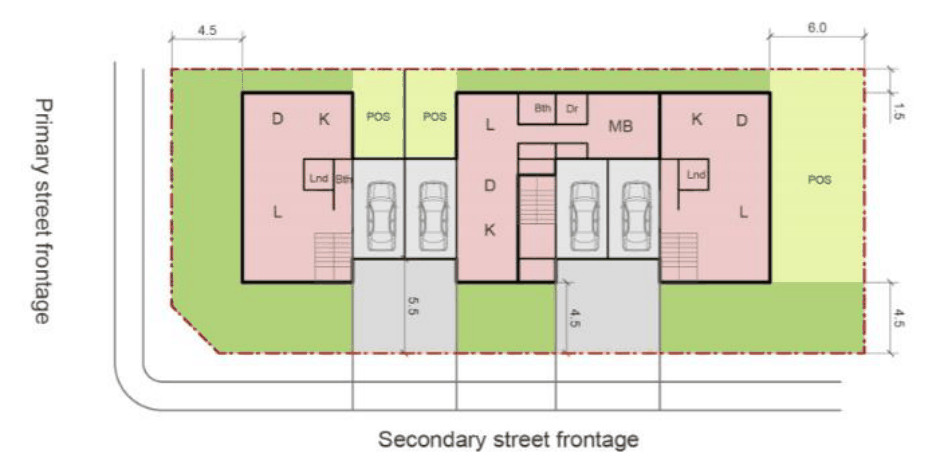 4.5
6.0
Primary street frontage
1.5
D K
POS
POS
L
Bth
Dr
MB
K D
Lnd
Bth
L
D
K
Lnd
L
POS
5.5
4.5
4.5
Secondary street frontage